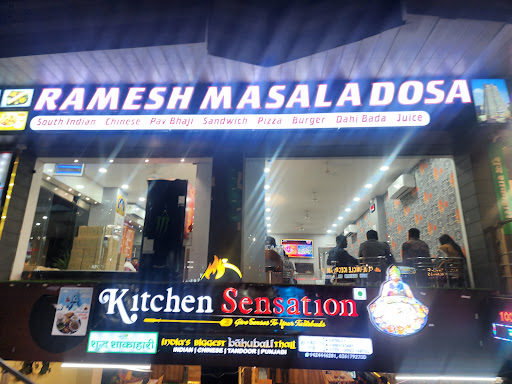 RAMESH MASALA DOSA
South Indian Chinese Pav Bhaji Sandwich Pizza Burger Dahi Bada Juice
Kitchen Sensation
शुद्ध शाकाहारी
India's Biggest bahubali thali
INDIAN | CHINESE | TANDOOR | PUNJABI